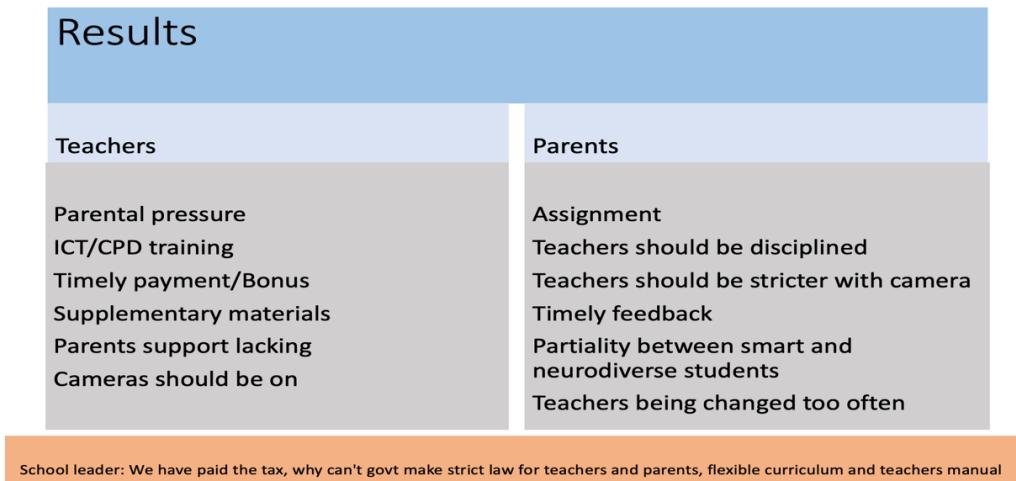 Results
Teachers
Parental pressure
ICT/CPD training
Timely payment/Bonus
Supplementary materials
Parents support lacking
Cameras should be on
Parents
Assignment
Teachers should be disciplined
Teachers should be stricter with camera
Timely feedback
Partiality between smart and
neurodiverse students
Teachers being changed too often
School leader: We have paid the tax, why can't govt make strict law for teachers and parents, flexible curriculum and teachers manual